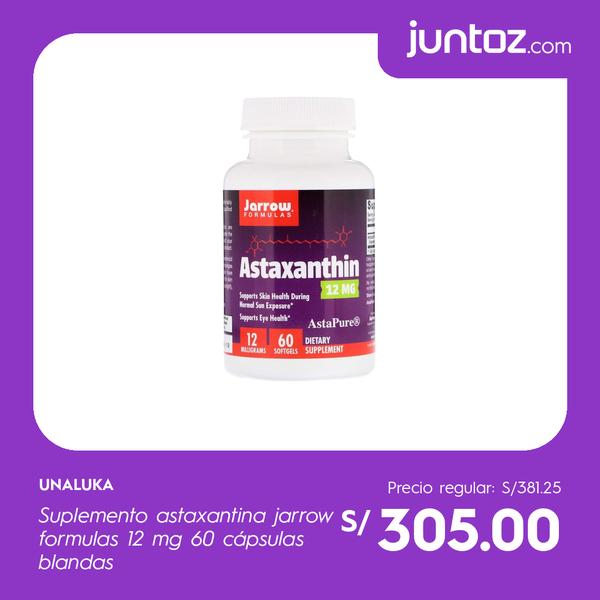 juntoz.com
Jarrow
FORMULAS®
Astaxanthin
12 MG
Supports Skin Health During
Normal Sun Exposure*
Supports Eye Health*
AstaPure®
12
MILLIGRAMS
60
SOFTGELS
DIETARY
SUPPLEMENT
UNALUKA
Suplemento astaxantina jarrow
formulas 12 mg 60 cápsulas
blandas
Precio regular: S/381.25
S/ 305.00